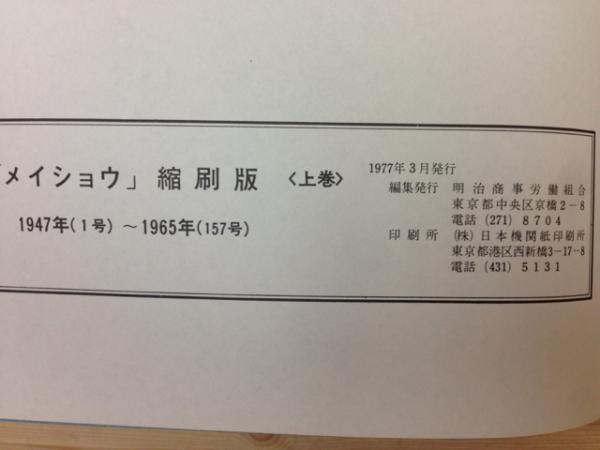 「メイショウ」縮刷版〈上巻〉
1947年(1号)～1965年(157号)
1977年3月発行
編集発行 明治商事労働組合
東京都中央区京橋2－8
電話(271)8704
印刷所 (株)日本機関紙印刷所
東京都港区西新橋3-17-8
電話(431)5131